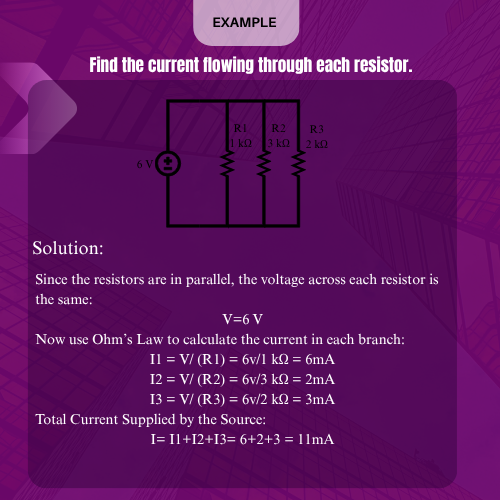 EXAMPLE
Find the current flowing through each resistor.
R1 R2 R3
1 kΩ 3 kΩ 2 kΩ
6 V
Solution:
Since the resistors are in parallel, the voltage across each resistor is
the same:
V=6 V
Now use Ohm’s Law to calculate the current in each branch:
I1 = V/ (R1) = 6v/1 kΩ = 6mA
I2 = V/ (R2) = 6v/3 kΩ = 2mA
I3 = V/ (R3) = 6v/2 kΩ = 3mA
Total Current Supplied by the Source:
I= I1+I2+I3= 6+2+3 = 11mA